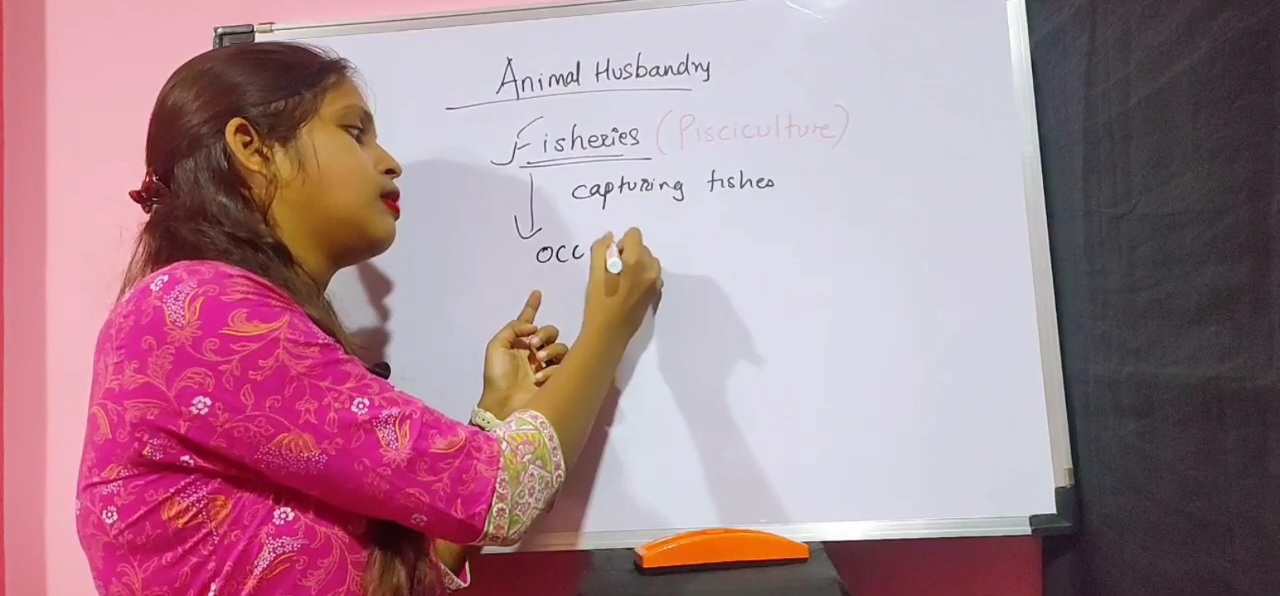 Animal Husbandry
Fisheries (Pisciculture)
capturing fishes
OCC